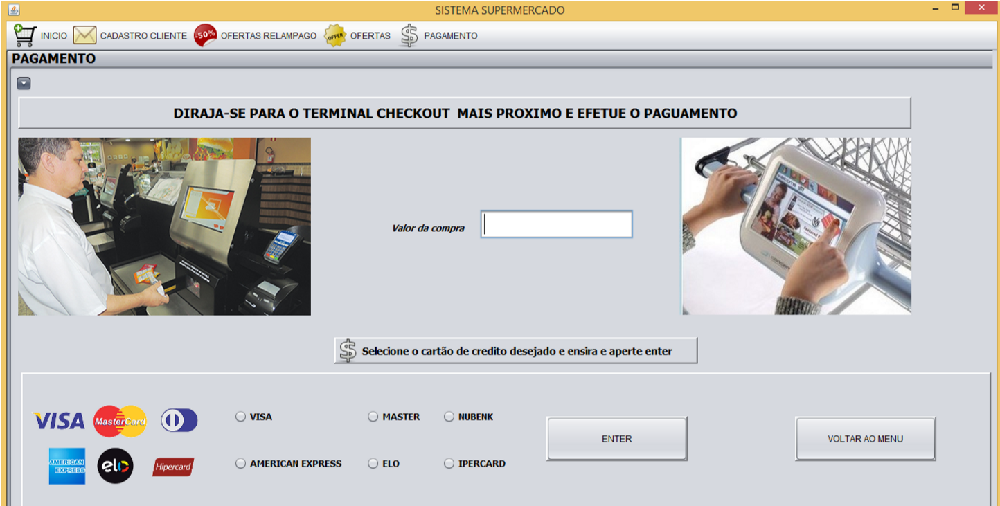 SISTEMA SUPERMERCADO
INICIO CADASTRO CLIENTE -50% OFERTAS RELAMPAGO OFFER OFERTAS PAGAMENTO
PAGAMENTO
DIRAJA-SE PARA O TERMINAL CHECKOUT MAIS PROXIMO E EFETUE O PAGUAMENTO
welcome
Valor da compra
Selecione o cartão de credito desejado e ensira e aperte enter
VISA MasterCard
VISA MASTER NUBENK
ENTER VOLTAR AO MENU
AMERICAN EXPRESS
elo Hipercard
AMERICAN EXPRESS ELO IPERCARD